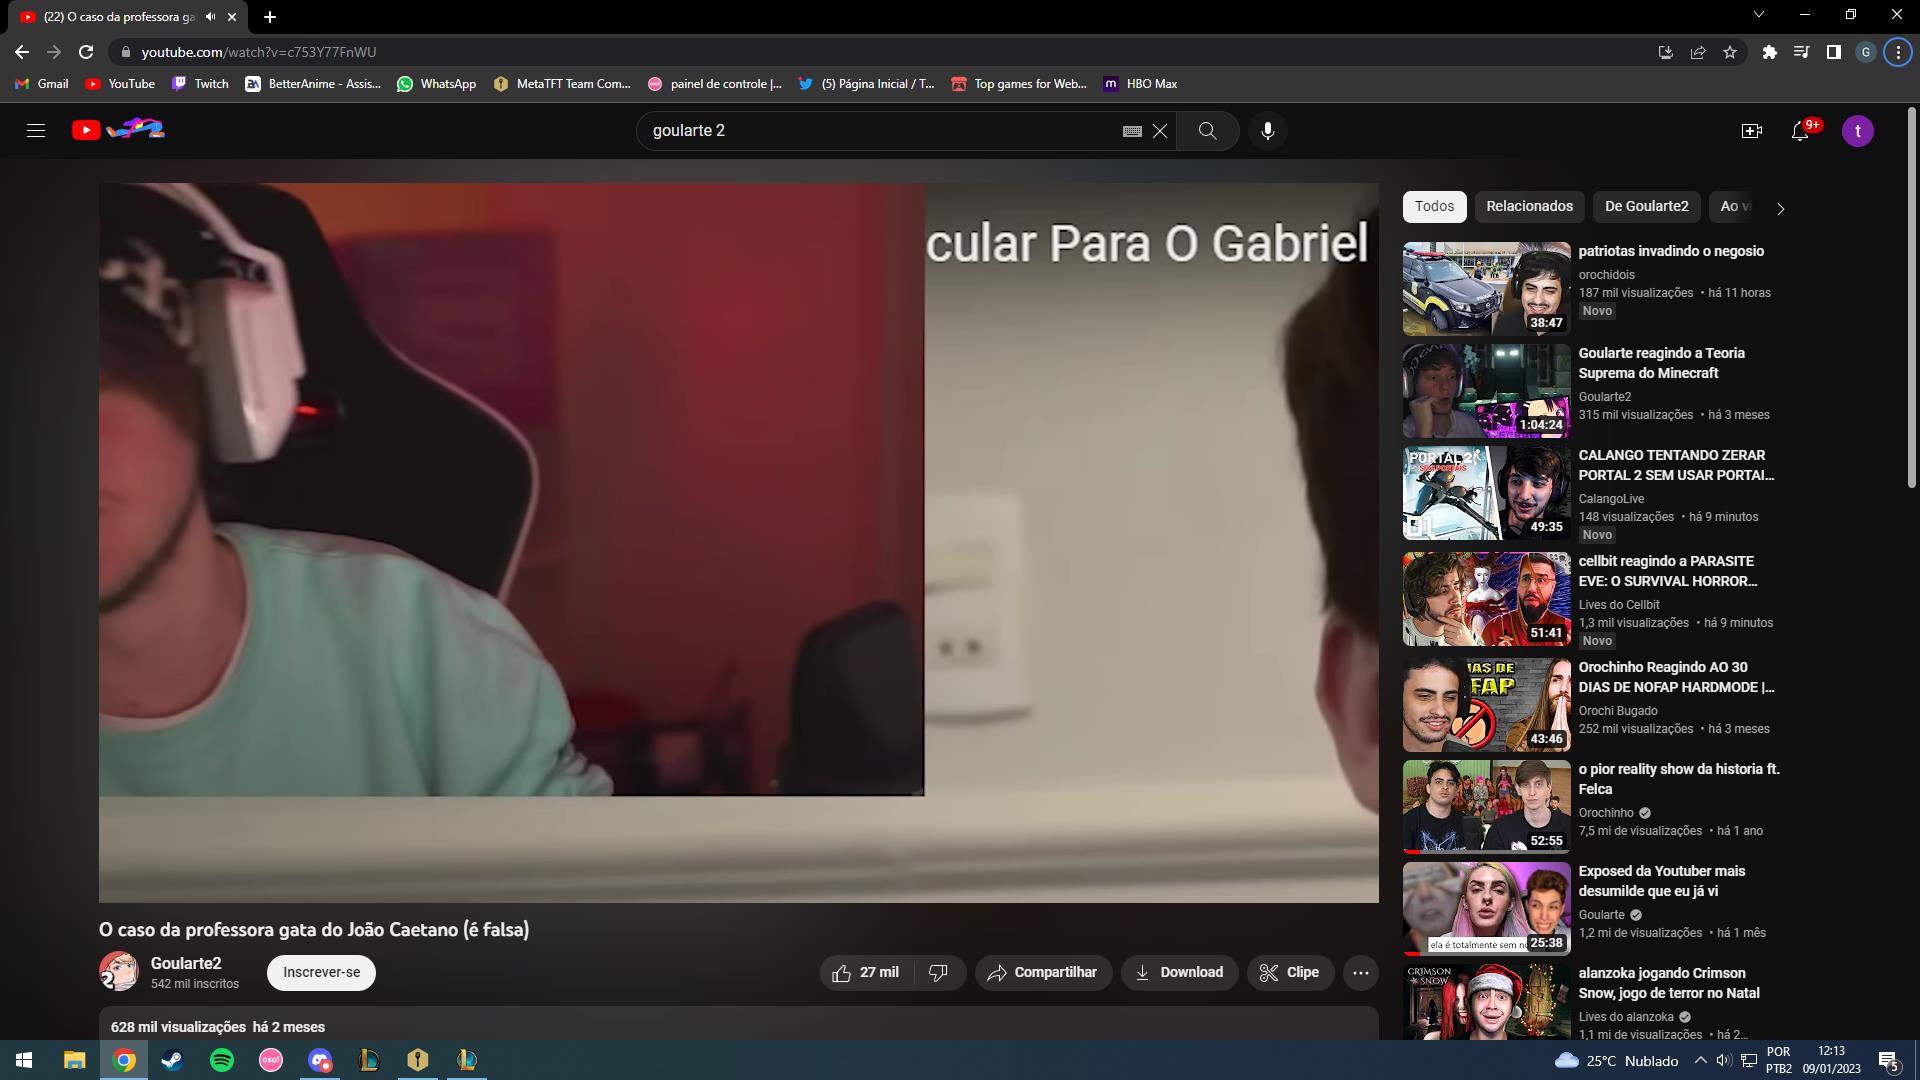 (22) O caso da professora ga
youtube.com/watch?v=c753Y77FnWU
G
Gmail
YouTube
Twitch
BetterAnime - Assis...
WhatsApp
MetaTFT Team Com...
painel de controle |...
(5) Página Inicial / T...
Top games for Web...
HBO Max
goularte 2
9+
t
cular Para O Gabriel
Todos
Relacionados
De Goularte2
Ao vi
patriotas invadindo o negosio
orochidois
187 mil visualizações • há 11 horas
Novo
38:47
Goularte reagindo a Teoria
Suprema do Minecraft
Goularte2
315 mil visualizações • há 3 meses
1:04:24
PORTAL 2
CALANGO TENTANDO ZERAR
PORTAL 2 SEM USAR PORTAI...
CalangoLive
148 visualizações • há 9 minutos
Novo
49:35
cellbit reagindo a PARASITE
EVE: O SURVIVAL HORROR...
Lives do Cellbit
1,3 mil visualizações • há 9 minutos
Novo
51:41
Orochinho Reagindo AO 30
DIAS DE NOFAP HARDMODE |...
Orochi Bugado
252 mil visualizações • há 3 meses
43:46
o pior reality show da historia ft.
Felca
Orochinho
7,5 mi de visualizações • há 1 ano
52:55
Exposed da Youtuber mais
desumilde que eu já vi
Goularte
1,2 mi de visualizações • há 1 mês
ela é totalmente sem no
25:38
CRIMSON
SNOW
alanzoka jogando Crimson
Snow, jogo de terror no Natal
Lives do alanzoka
1,1 mi de visualizações • há 2...
O caso da professora gata do João Caetano (é falsa)
Goularte2
542 mil inscritos
Inscrever-se
27 mil
Compartilhar
Download
Clipe
628 mil visualizações há 2 meses
osu!
25°C Nublado
POR
PTB2
12:13
09/01/2023
5